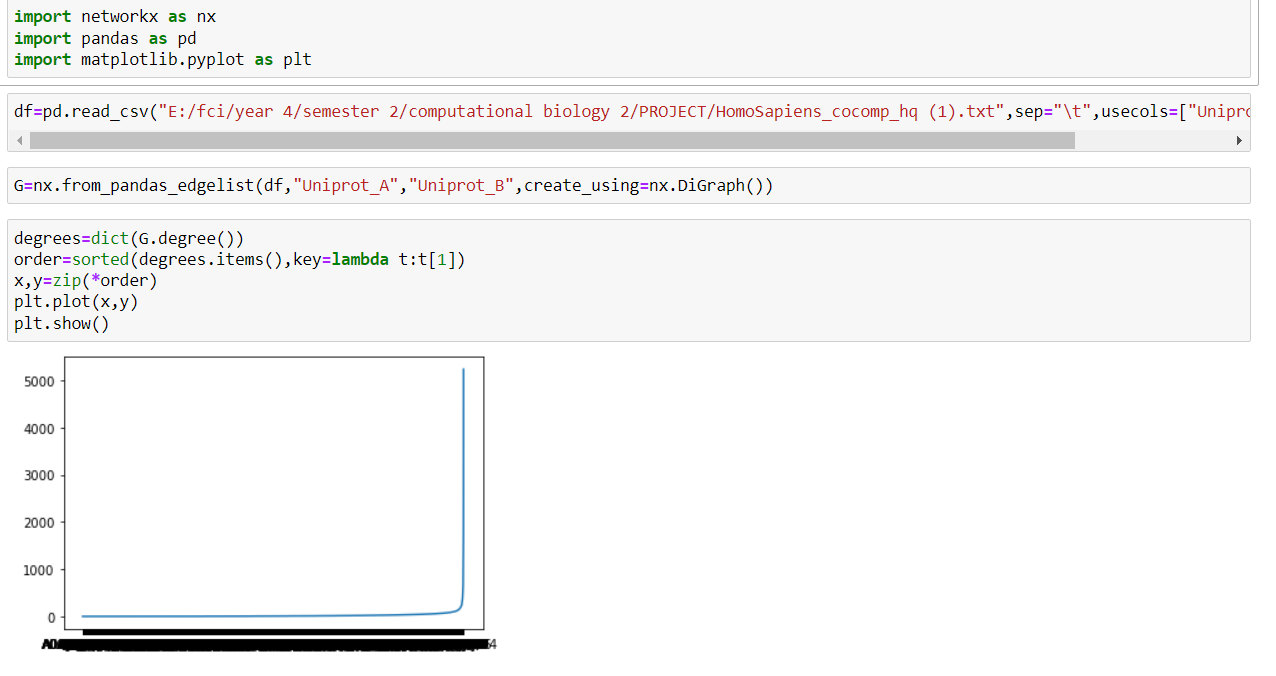 import networkx as nx
import pandas as pd
import matplotlib.pyplot as plt
df=pd.read_csv("E:/fci/year 4/semester 2/computational biology 2/PROJECT/HomoSapiens_cocomp_hq (1).txt",sep="\t",usecols=["Unipro
G=nx.from_pandas_edgelist(df,"Uniprot_A","Uniprot_B",create_using=nx.DiGraph())
degrees=dict(G.degree())
order=sorted(degrees.items(),key=lambda t:t[1])
x,y=zip(*order)
plt.plot(x,y)
plt.show()
5000
4000
3000
2000
1000
0